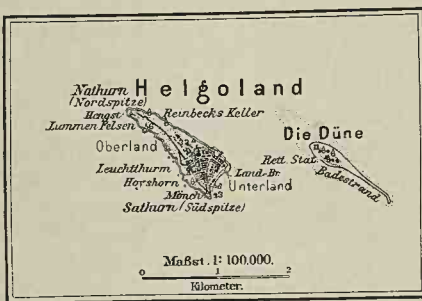 Helgoland
Nathurn
(Nordspitze)
Hengst
Reinbecks Keller
Lummen Felsen
Oberland
Die Düne
Rett. Stat.
Badestrand
Leuchtthurm
Land-Br.
Unterland
Hoyshorn
Mönch
Sathurn (Südspitze)
Maßst. 1: 100.000.
0 1 2
Kilometer.